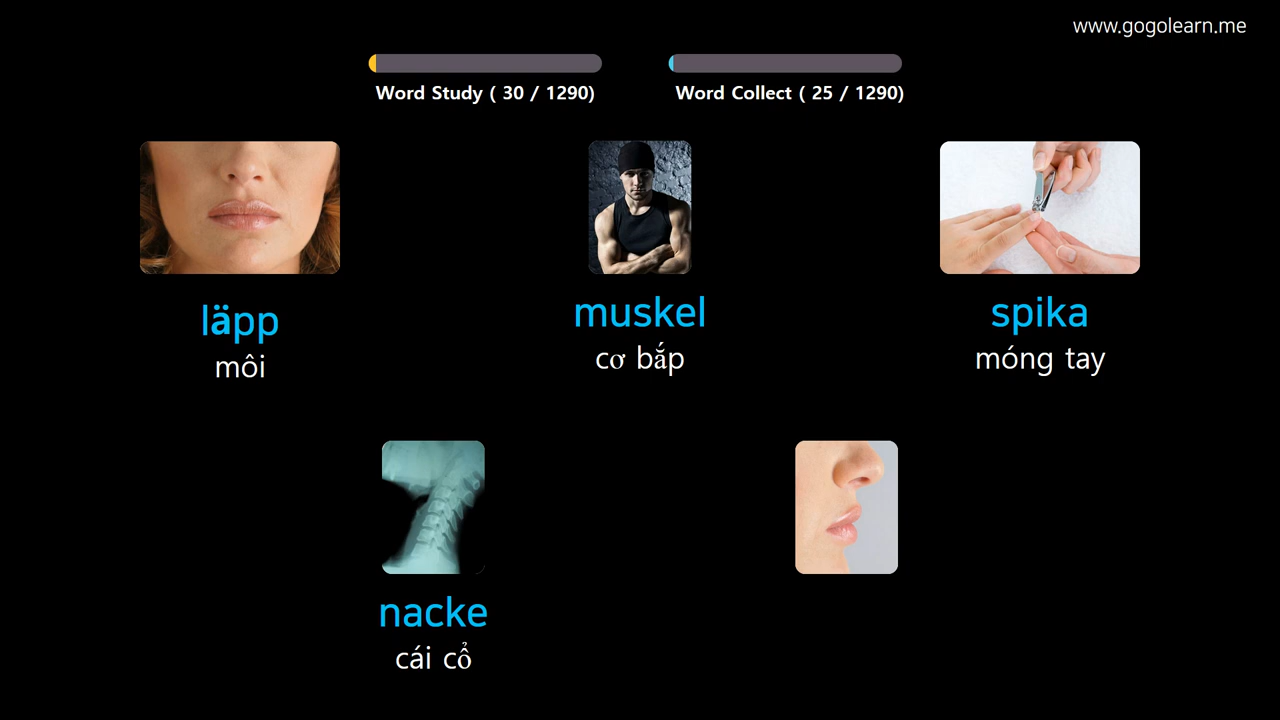 www.gogolearn.me
Word Study ( 30 / 1290)
Word Collect ( 25 / 1290)
läpp
môi
muskel
cơ bắp
spika
móng tay
nacke
cái cổ